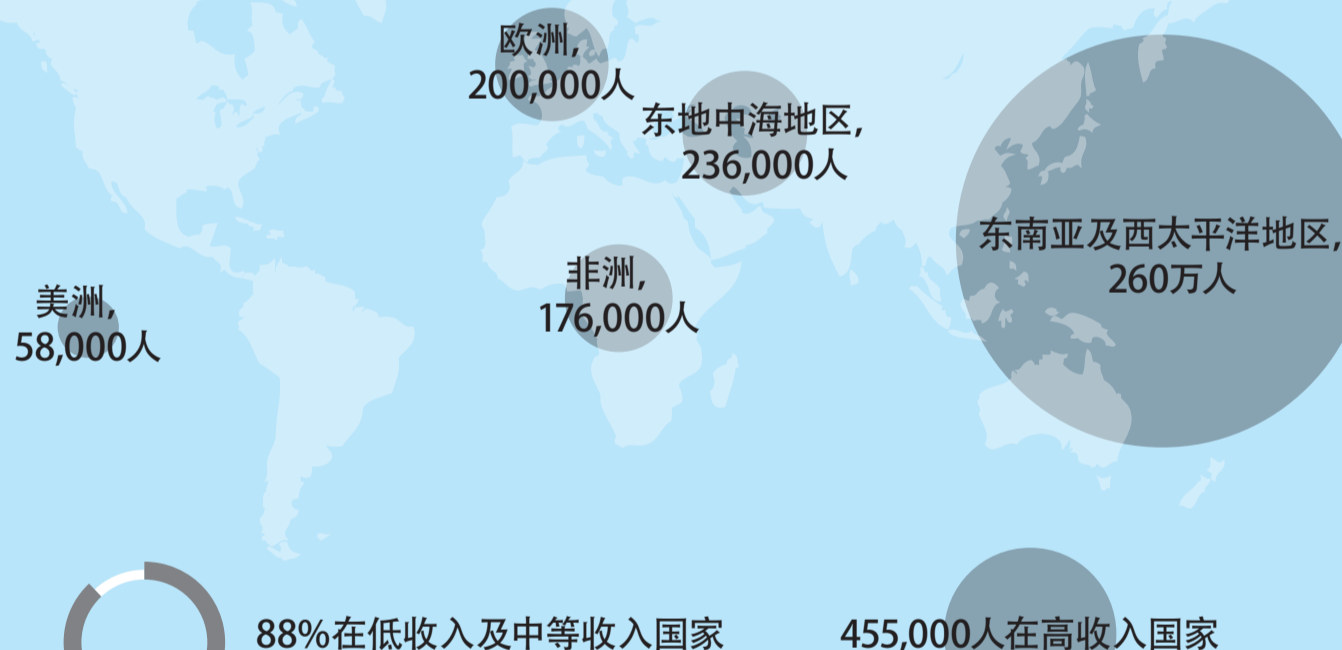 欧洲,
200,000人
东地中海地区,
236,000人
东南亚及西太平洋地区,
260万人
非洲,
176,000人
美洲,
58,000人
88%在低收入及中等收入国家
455,000人在高收入国家